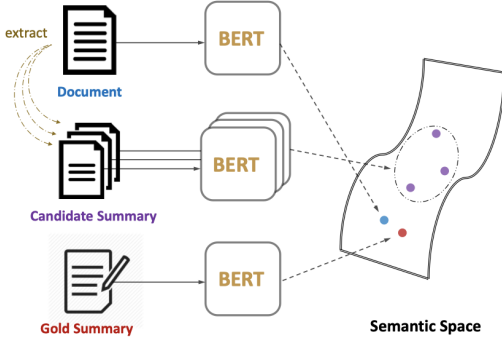 extract
BERT
Document
BERT
Candidate Summary
BERT
Gold Summary
Semantic Space